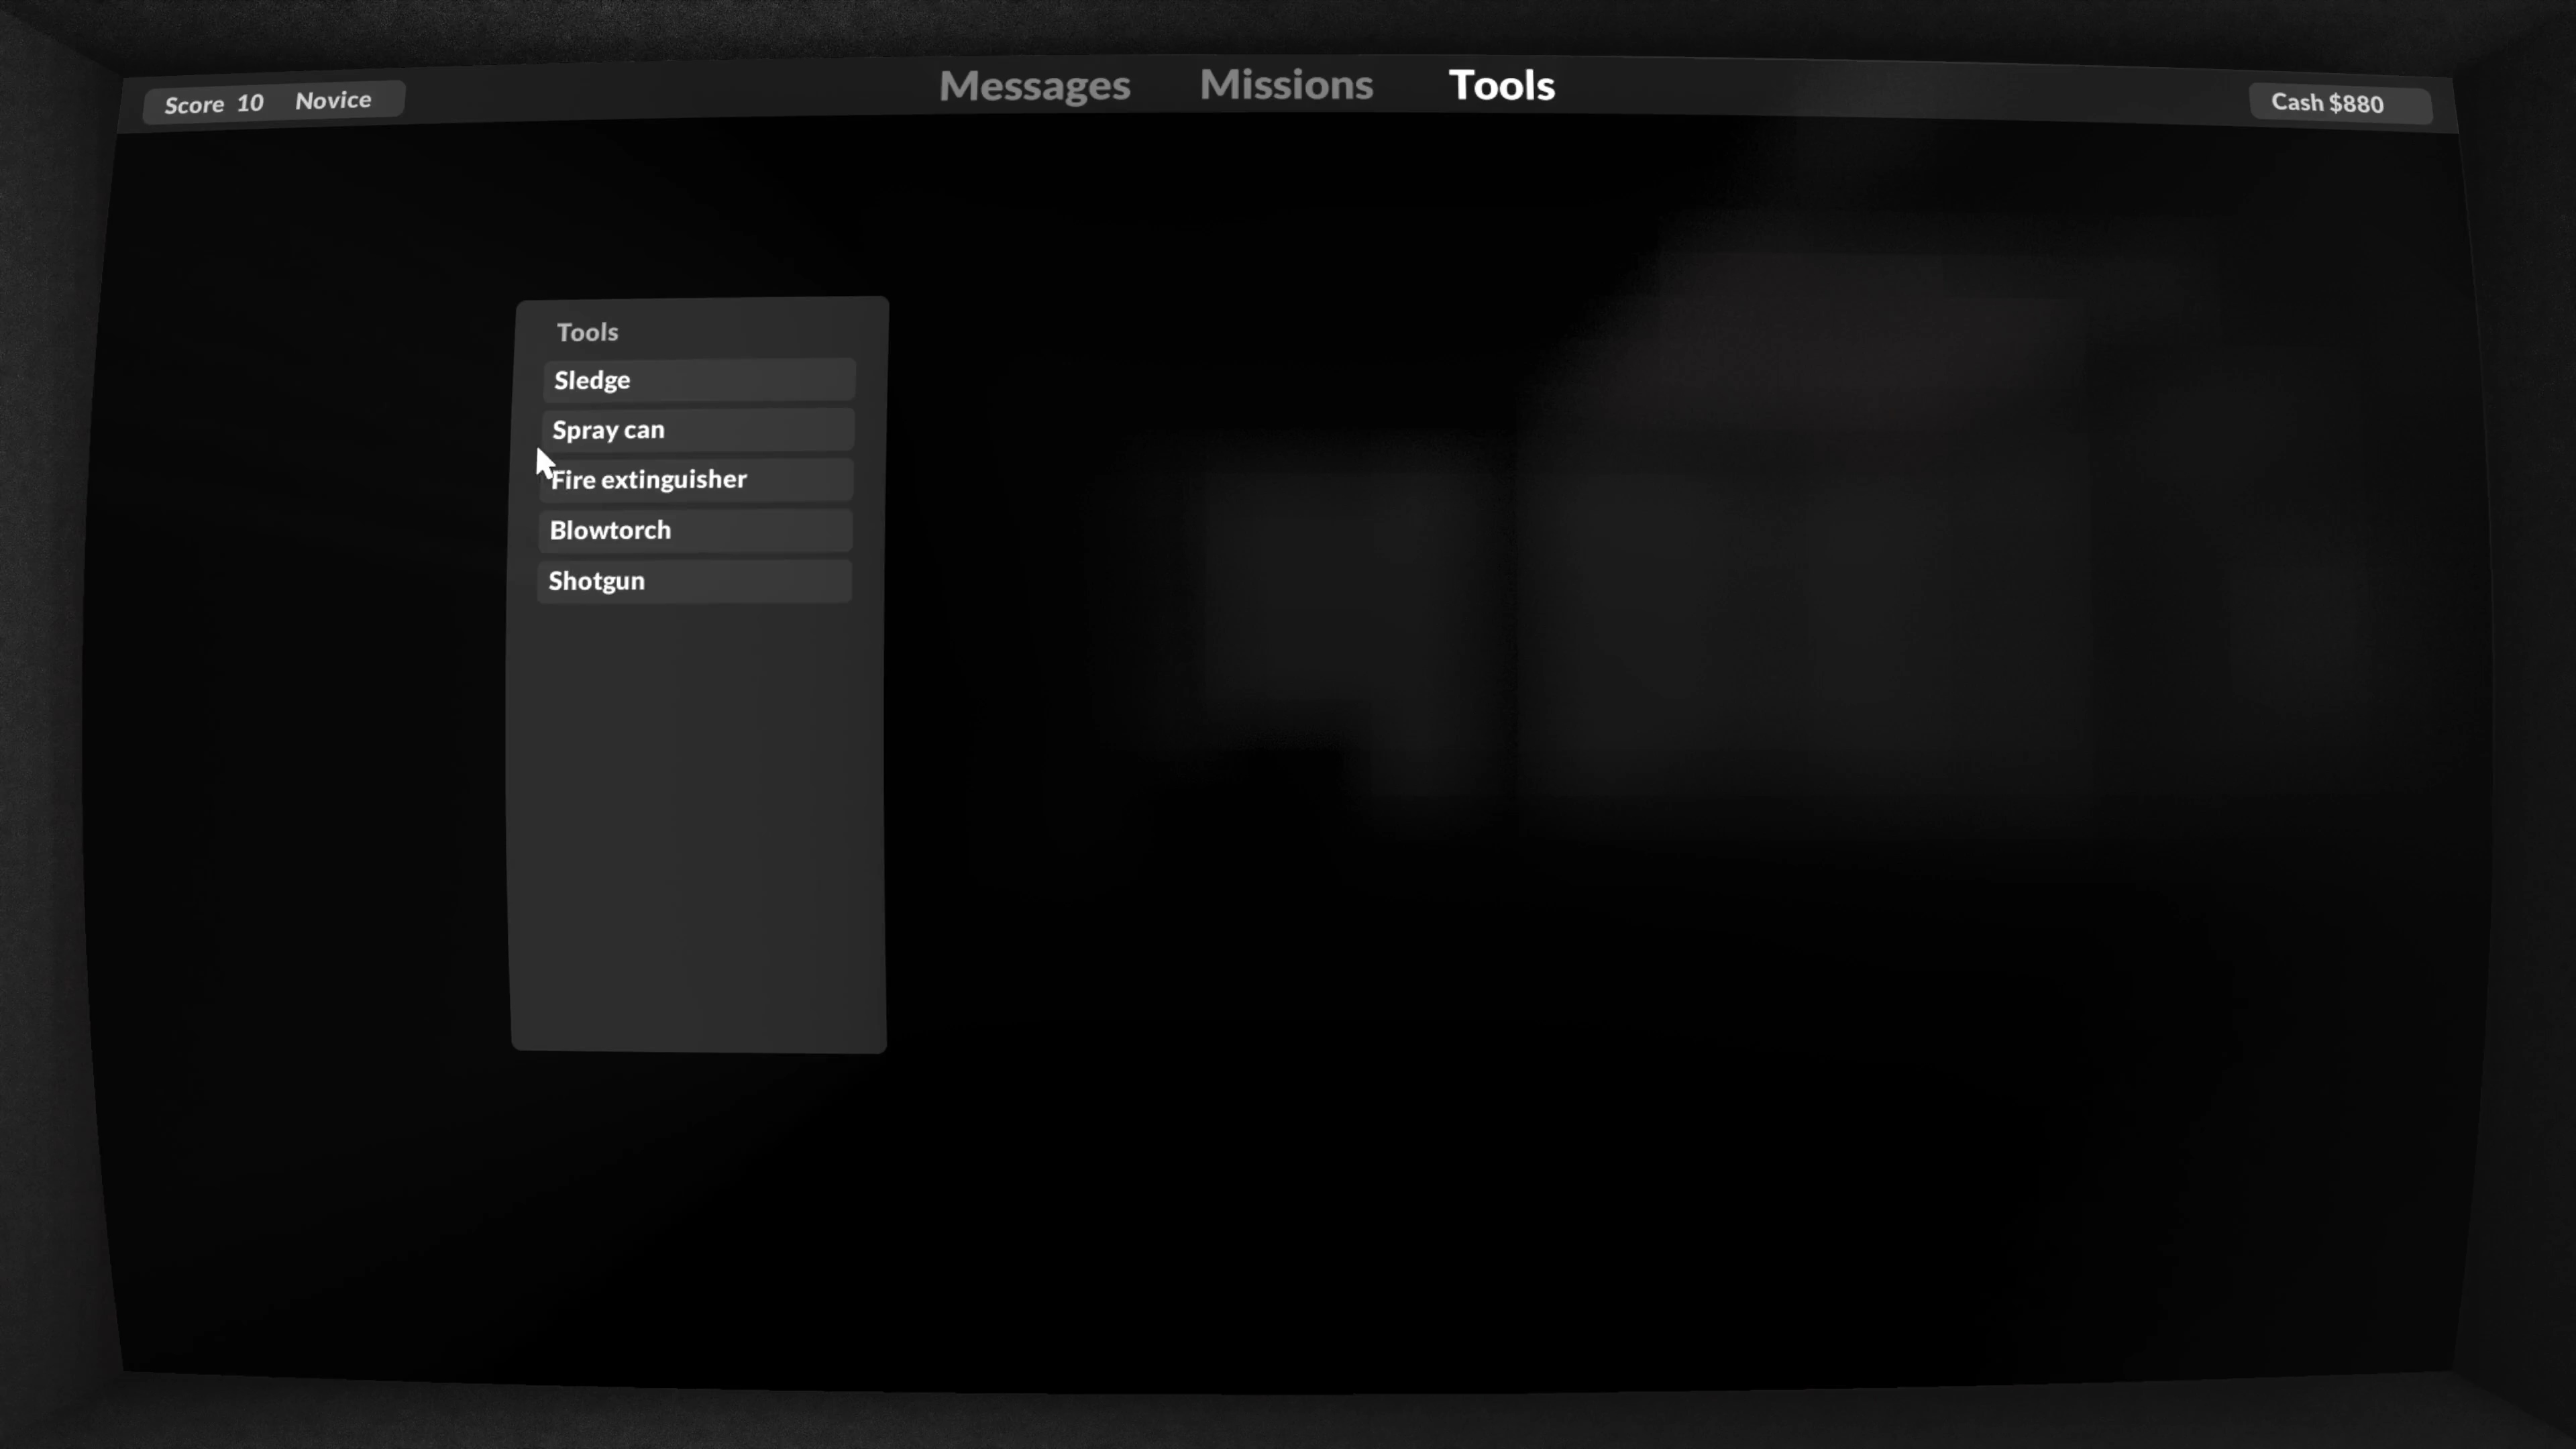 Score 10 Novice
Messages Missions Tools
Cash $880
Tools
Sledge
Spray can
Fire extinguisher
Blowtorch
Shotgun